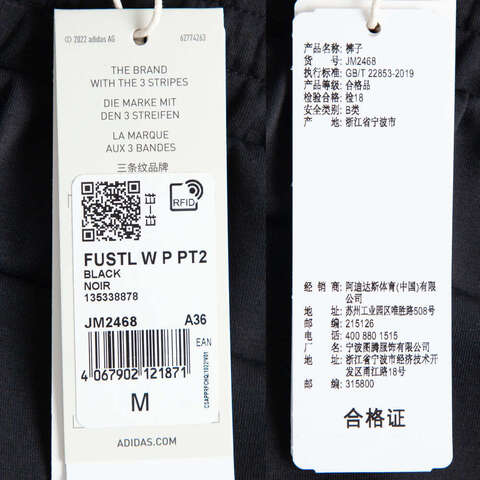 © 2022 adidas AG 62774263
THE BRAND
WITH THE 3 STRIPES
DIE MARKE MIT
DEN 3 STREIFEN
LA MARQUE
AUX 3 BANDES
三条纹品牌
RFID
FUSTL W P PT2
BLACK
NOIR
135338878
JM2468 A36
EAN
4 067902 121871
M
ADIDAS.COM
产品名称: 裤子
货 号: JM2468
执行标准: GB/T 22853-2019
产品等级: 合格品
检验合格: 检18
安全类别: B类
产 地: 浙江省宁波市
经 销 商: 阿迪达斯体育(中国)有限
公司
地 址: 苏州工业园区唯胜路508号
邮 编: 215126
电 话: 400 880 1515
厂 名: 宁波图腾服饰有限公司
地 址: 浙江省宁波市经济技术开
发区雨江路18号
邮 编: 315800
合格证